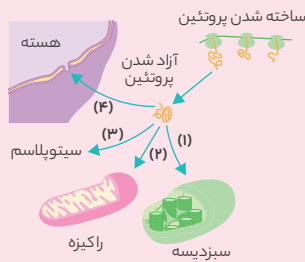 ساخته شدن پروتئین
هسته
آزاد شدن
پروتئین
(۴)
(۳)
(۱)
(۲)
سیتوپلاسم
راکیزه
سبزدیسه